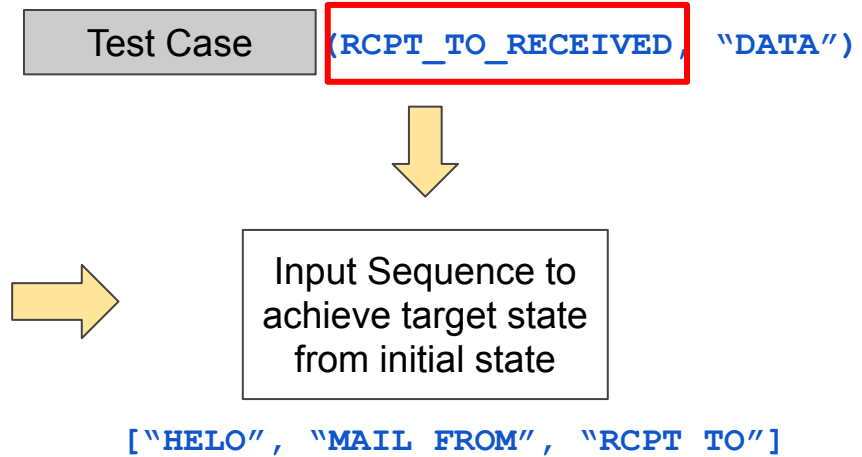 Test Case (RCPT_TO_RECEIVED, “DATA”)
Input Sequence to
achieve target state
from initial state
[“HELO”, “MAIL FROM”, “RCPT TO”]